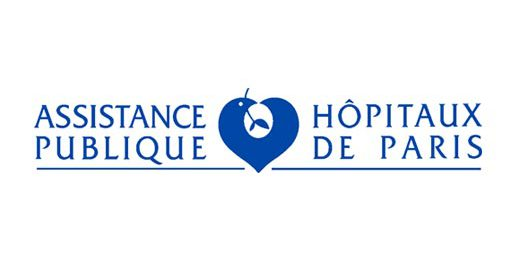 ASSISTANCE
PUBLIQUE
HÔPITAUX
DE PARIS